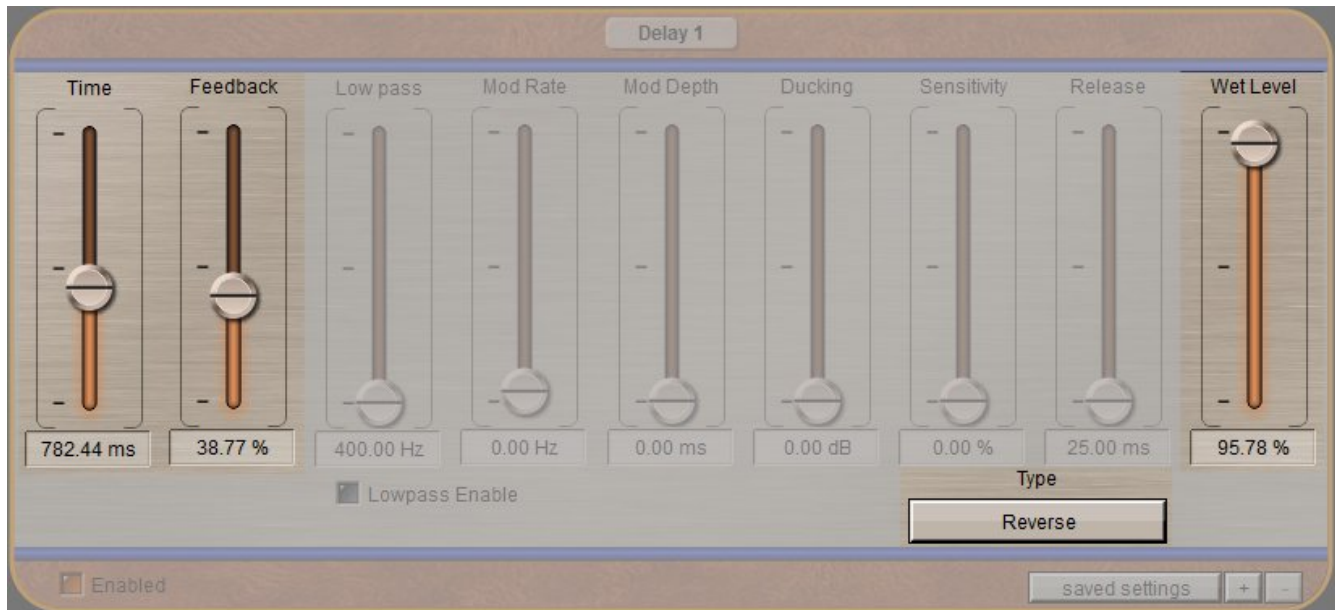 Delay 1
Time Feedback Low pass Mod Rate Mod Depth Ducking Sensitivity Release Wet Level
782.44 ms 38.77 % 400.00 Hz 0.00 Hz 0.00 ms 0.00 dB 0.00 % 25.00 ms 95.78 %
Type
Lowpass Enable
Reverse
Enabled saved settings + -